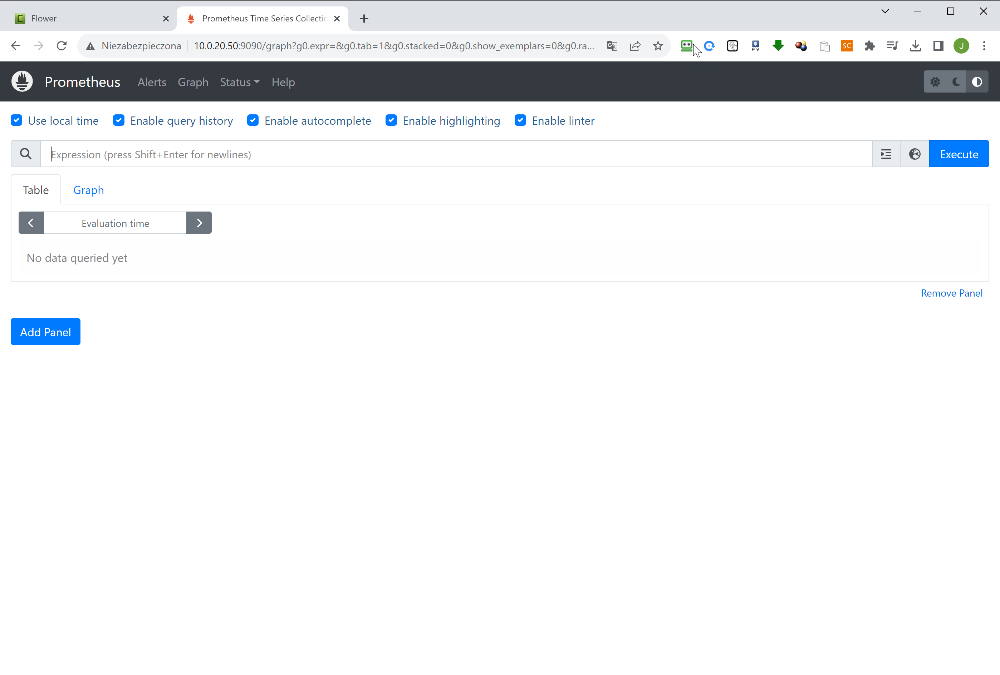 Flower
Prometheus Time Series Collectio
Niezabezpieczona 10.0.20.50:9090/graph?g0.expr=&g0.tab=1&g0.stacked=0&g0.show_exemplars=0&g0.ra...
png
SC
J
Prometheus Alerts Graph Status Help
Use local time Enable query history Enable autocomplete Enable highlighting Enable linter
Expression (press Shift+Enter for newlines)
Execute
Table Graph
Evaluation time
No data queried yet
Remove Panel
Add Panel